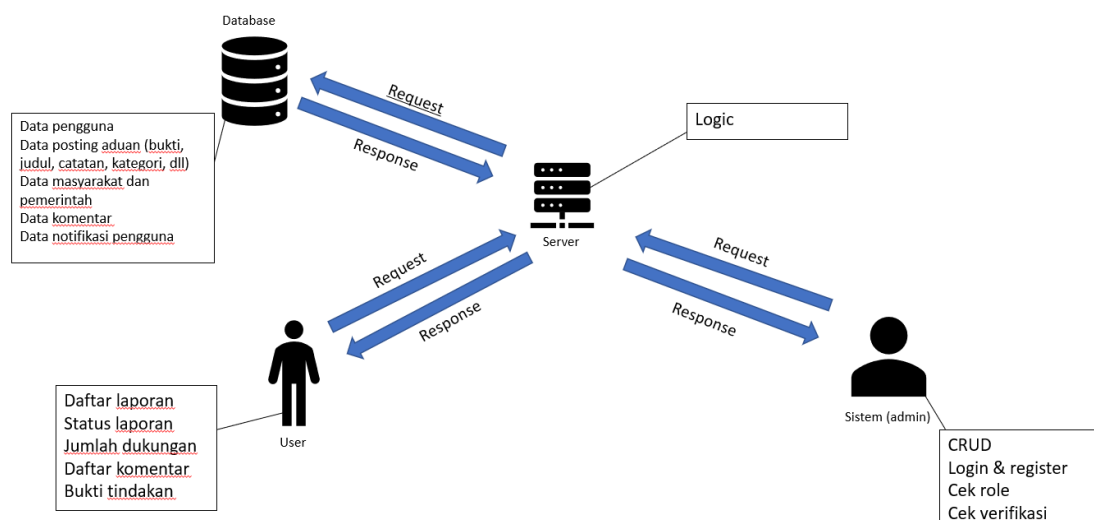 Database
Request
Response
Data pengguna
Data posting aduan (bukti,
judul, catatan, kategori, dll)
Data masyarakat dan
pemerintah
Data komentar
Data notifikasi pengguna
Logic
Server
Request
Response
Request
Response
User
Daftar laporan
Status laporan
Jumlah dukungan
Daftar komentar
Bukti tindakan
Sistem (admin)
CRUD
Login & register
Cek role
Cek verifikasi